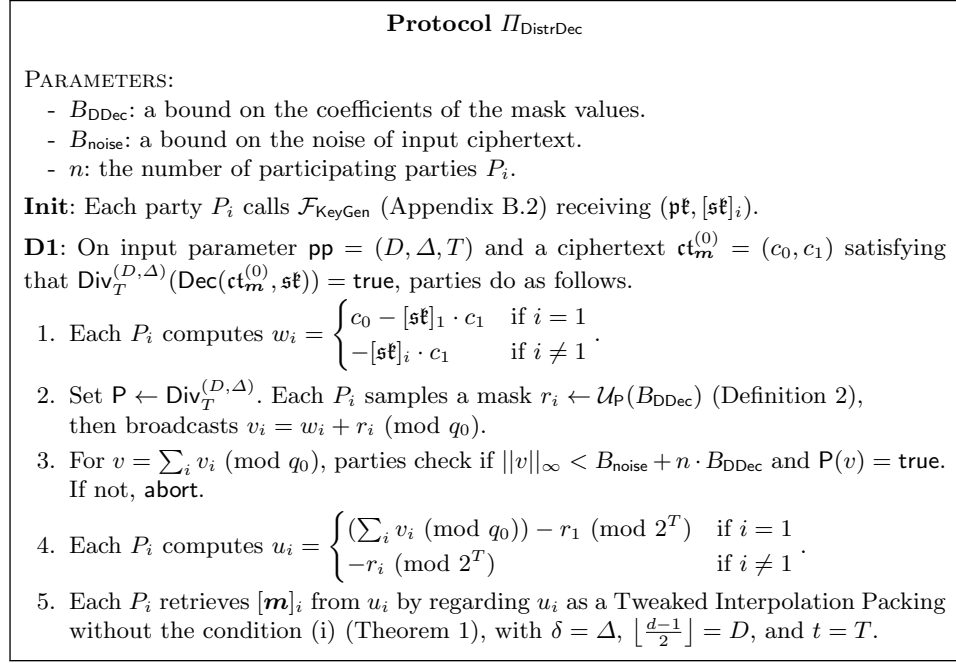 Protocol Π_DistrDec
PARAMETERS:
- B_DDec: a bound on the coefficients of the mask values.
- B_noise: a bound on the noise of input ciphertext.
- n: the number of participating parties P_i.
Init: Each party P_i calls F_KeyGen (Appendix B.2) receiving (𝔭𝔨, [𝔰𝔨]_i).
D1: On input parameter pp = (D, Δ, T) and a ciphertext 𝔠𝔱_m^(0) = (c_0, c_1) satisfying
that Div_T^(D,Δ)(Dec(𝔠𝔱_m^(0), 𝔰𝔨)) = true, parties do as follows.
1. Each P_i computes w_i = { c_0 − [𝔰𝔨]_1 · c_1 if i = 1
−[𝔰𝔨]_i · c_1 if i ≠ 1 .
2. Set P ← Div_T^(D,Δ). Each P_i samples a mask r_i ← U_P(B_DDec) (Definition 2),
then broadcasts v_i = w_i + r_i (mod q_0).
3. For v = ∑_i v_i (mod q_0), parties check if ||v||_∞ < B_noise + n · B_DDec and P(v) = true.
If not, abort.
4. Each P_i computes u_i = { (∑_i v_i (mod q_0)) − r_1 (mod 2^T) if i = 1
−r_i (mod 2^T) if i ≠ 1 .
5. Each P_i retrieves [m]_i from u_i by regarding u_i as a Tweaked Interpolation Packing
without the condition (i) (Theorem 1), with δ = Δ, ⌊(d−1)/2⌋ = D, and t = T.